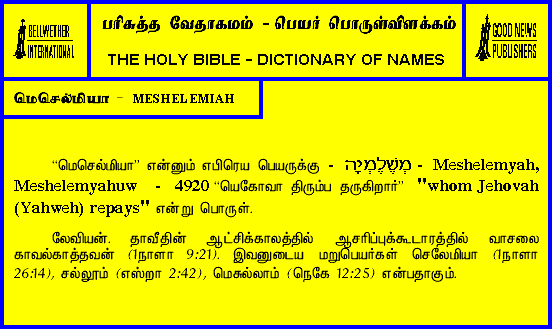 BELLWETHER
INTERNATIONAL
பரிசுத்த வேதாகமம் - பெயர் பொருள்விளக்கம்
THE HOLY BIBLE - DICTIONARY OF NAMES
GOOD NEWS
PUBLISHERS
மெசெல்மியா - MESHELEMIAH
“மெசெல்மியா” என்னும் எபிரெய பெயருக்கு - מְשֶׁלֶמְיָה - Meshelemyah,
Meshelemyahuw - 4920 “யெகோவா திரும்ப தருகிறார்” "whom Jehovah
(Yahweh) repays" என்று பொருள்.
லேவியன். தாவீதின் ஆட்சிக்காலத்தில் ஆசரிப்புக்கூடாரத்தில் வாசலை
காவல்காத்தவன் (1நாளா 9:21). இவனுடைய மறுபெயர்கள் செலேமியா (1நாளா
26:14), சல்லூம் (எஸ்றா 2:42), மெசுல்லாம் (நெகே 12:25) என்பதாகும்.